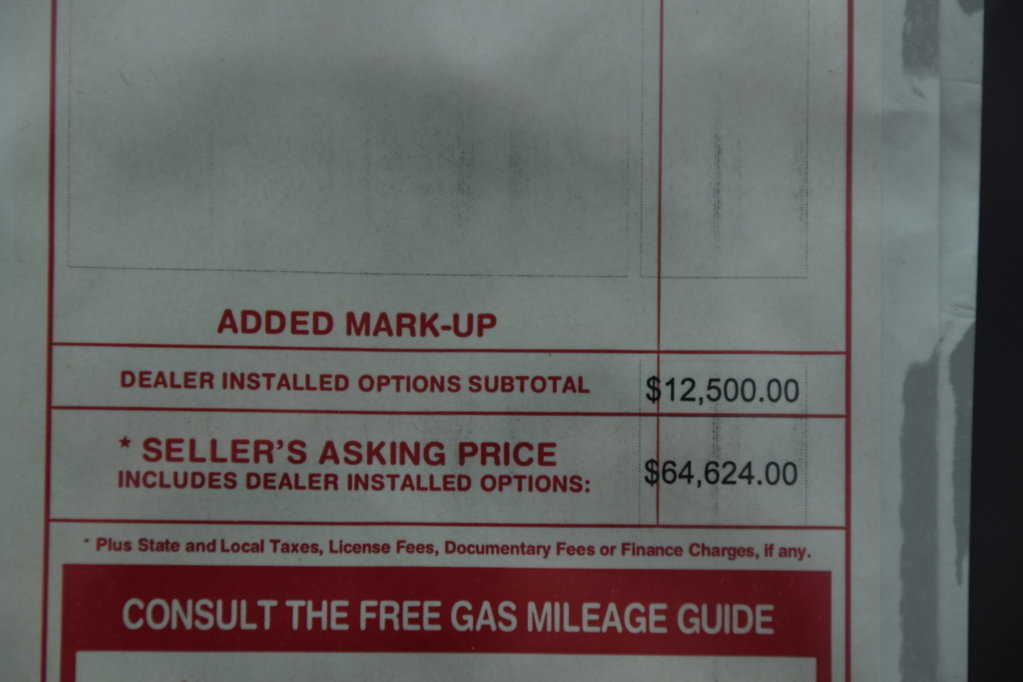 ADDED MARK-UP
DEALER INSTALLED OPTIONS SUBTOTAL $12,500.00
* SELLER'S ASKING PRICE
INCLUDES DEALER INSTALLED OPTIONS: $64,624.00
* Plus State and Local Taxes, License Fees, Documentary Fees or Finance Charges, if any.
CONSULT THE FREE GAS MILEAGE GUIDE